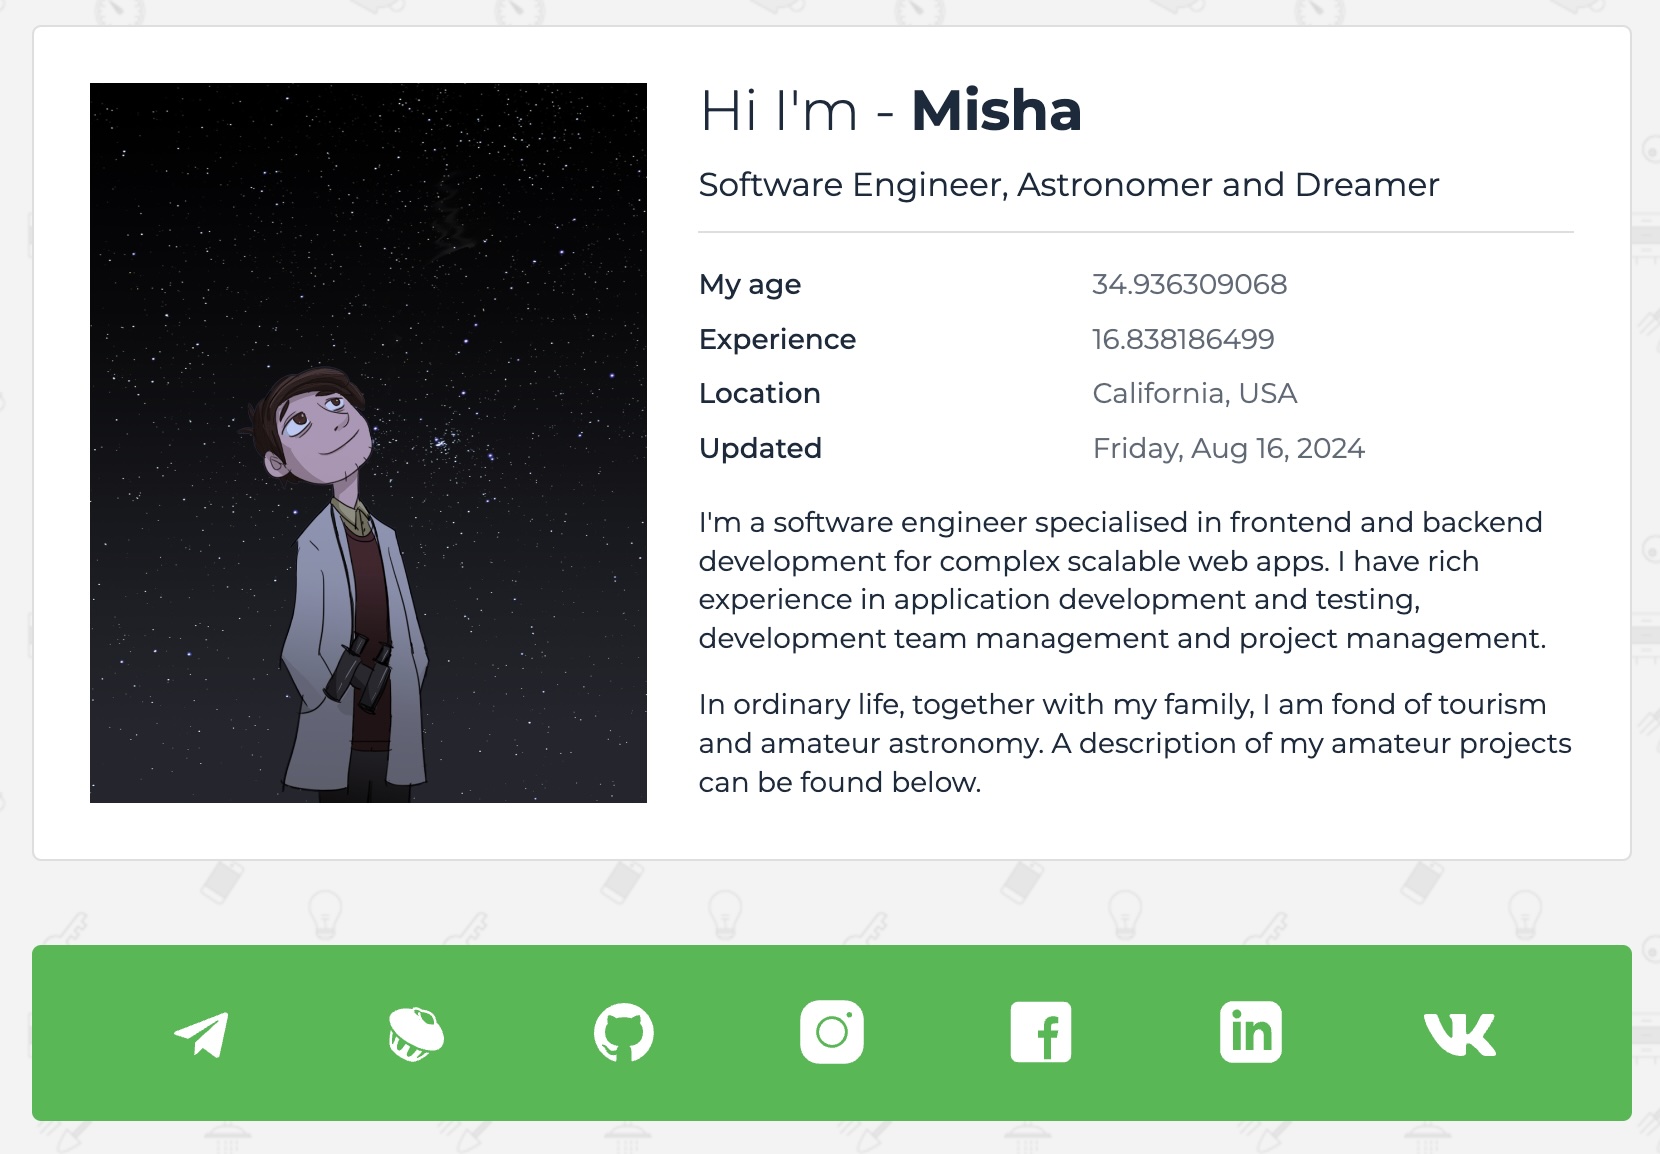 Hi I'm - Misha
Software Engineer, Astronomer and Dreamer
My age 34.936309068
Experience 16.838186499
Location California, USA
Updated Friday, Aug 16, 2024
I'm a software engineer specialised in frontend and backend
development for complex scalable web apps. I have rich
experience in application development and testing,
development team management and project management.
In ordinary life, together with my family, I am fond of tourism
and amateur astronomy. A description of my amateur projects
can be found below.